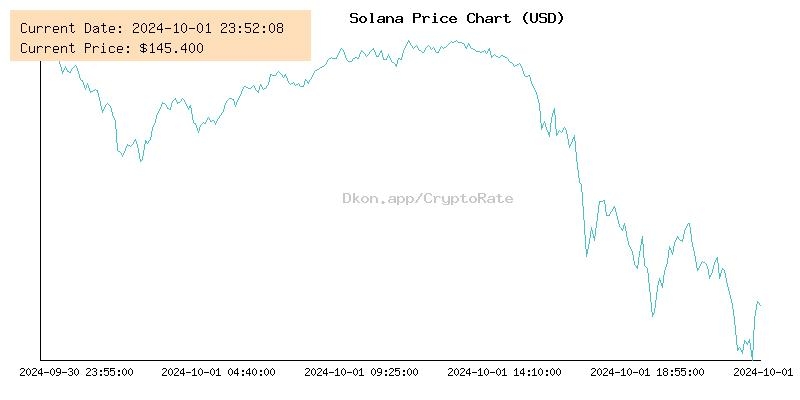 Solana Price Chart (USD)
Current Date: 2024-10-01 23:52:08
Current Price: $145.400
Dkon.app/CryptoRate
2024-09-30 23:55:00 2024-10-01 04:40:00 2024-10-01 09:25:00 2024-10-01 14:10:00 2024-10-01 18:55:00 2024-10-01